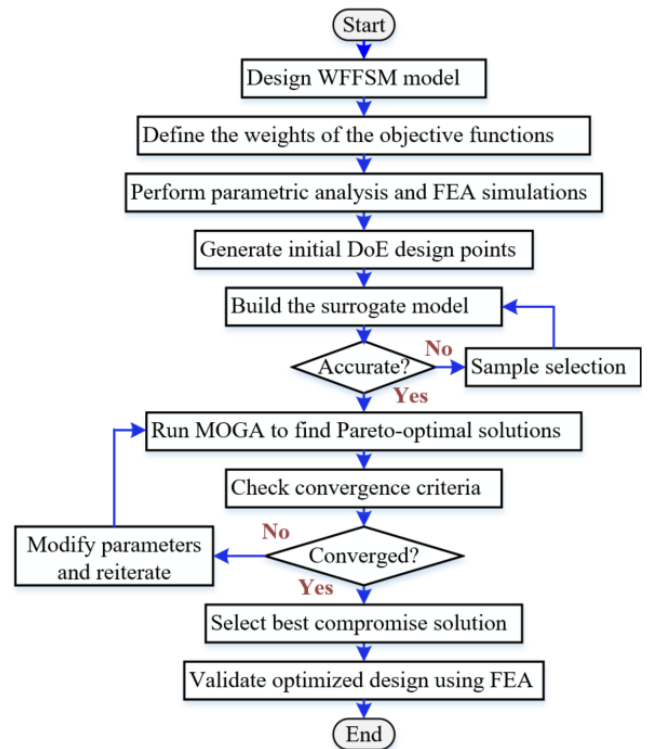 Start
Design WFFSM model
Define the weights of the objective functions
Perform parametric analysis and FEA simulations
Generate initial DoE design points
Build the surrogate model
Accurate?
No
Sample selection
Yes
Run MOGA to find Pareto-optimal solutions
Check convergence criteria
No
Modify parameters
and reiterate
Converged?
Yes
Select best compromise solution
Validate optimized design using FEA
End